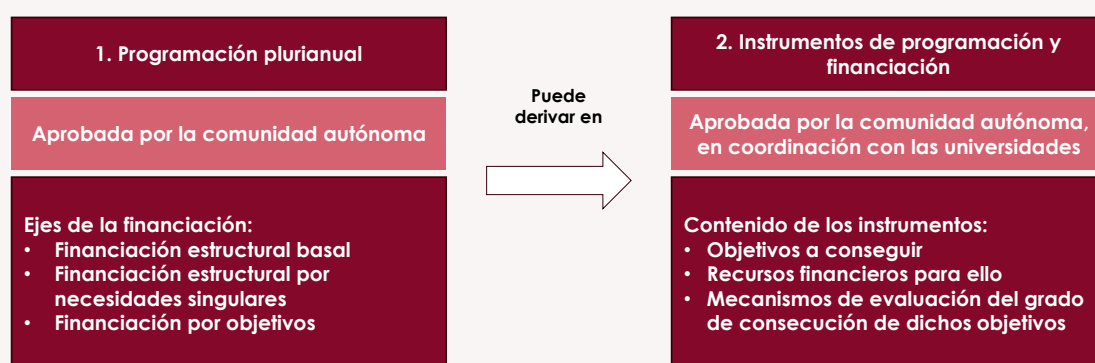 1. Programación plurianual
Aprobada por la comunidad autónoma
Ejes de la financiación:
• Financiación estructural basal
• Financiación estructural por
necesidades singulares
• Financiación por objetivos
Puede
derivar en
2. Instrumentos de programación y
financiación
Aprobada por la comunidad autónoma,
en coordinación con las universidades
Contenido de los instrumentos:
• Objetivos a conseguir
• Recursos financieros para ello
• Mecanismos de evaluación del grado
de consecución de dichos objetivos